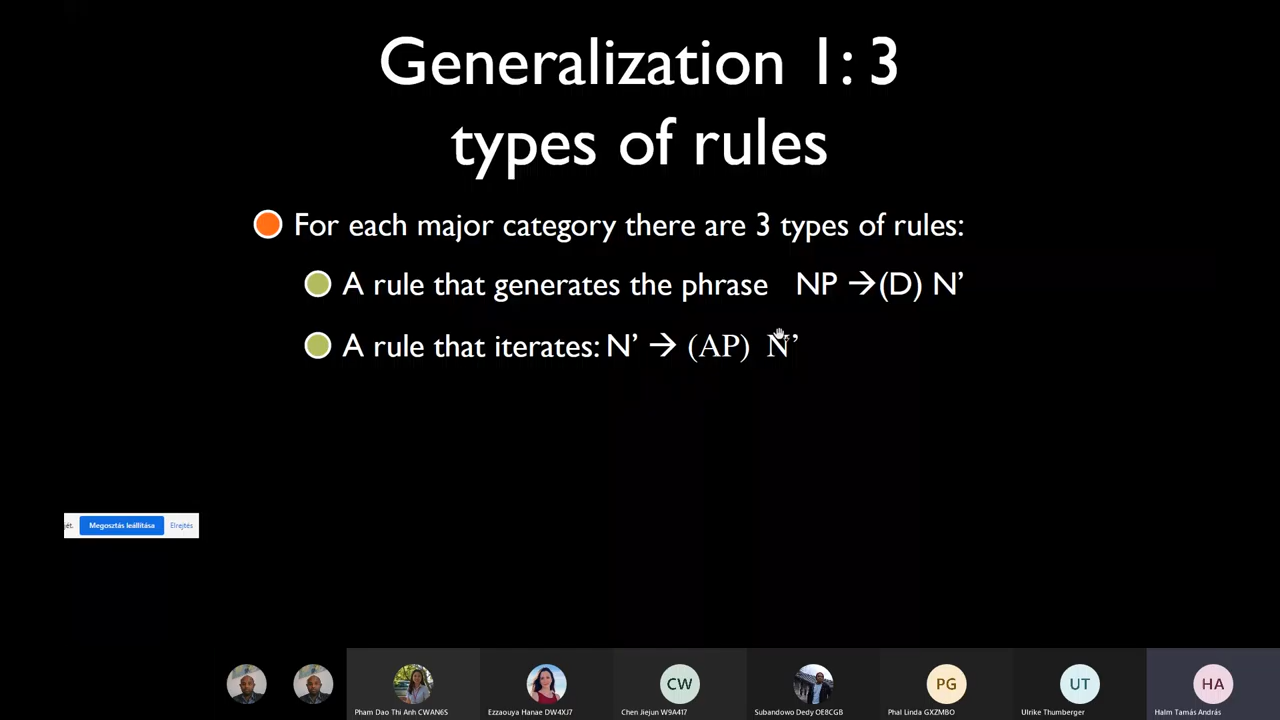 Generalization 1: 3
types of rules
For each major category there are 3 types of rules:
A rule that generates the phrase NP →(D) N’
A rule that iterates: N’ → (AP) N’
jét. Megosztás leállítása Elrejtés
CW PG UT HA
Pham Dao Thi Anh CWAN6S Ezzaouya Hanae DW4XJ7 Chen Jiejun W9A417 Subandowo Dedy OE8CGB Phal Linda GXZMBO Ulrike Thumberger Halm Tamás András